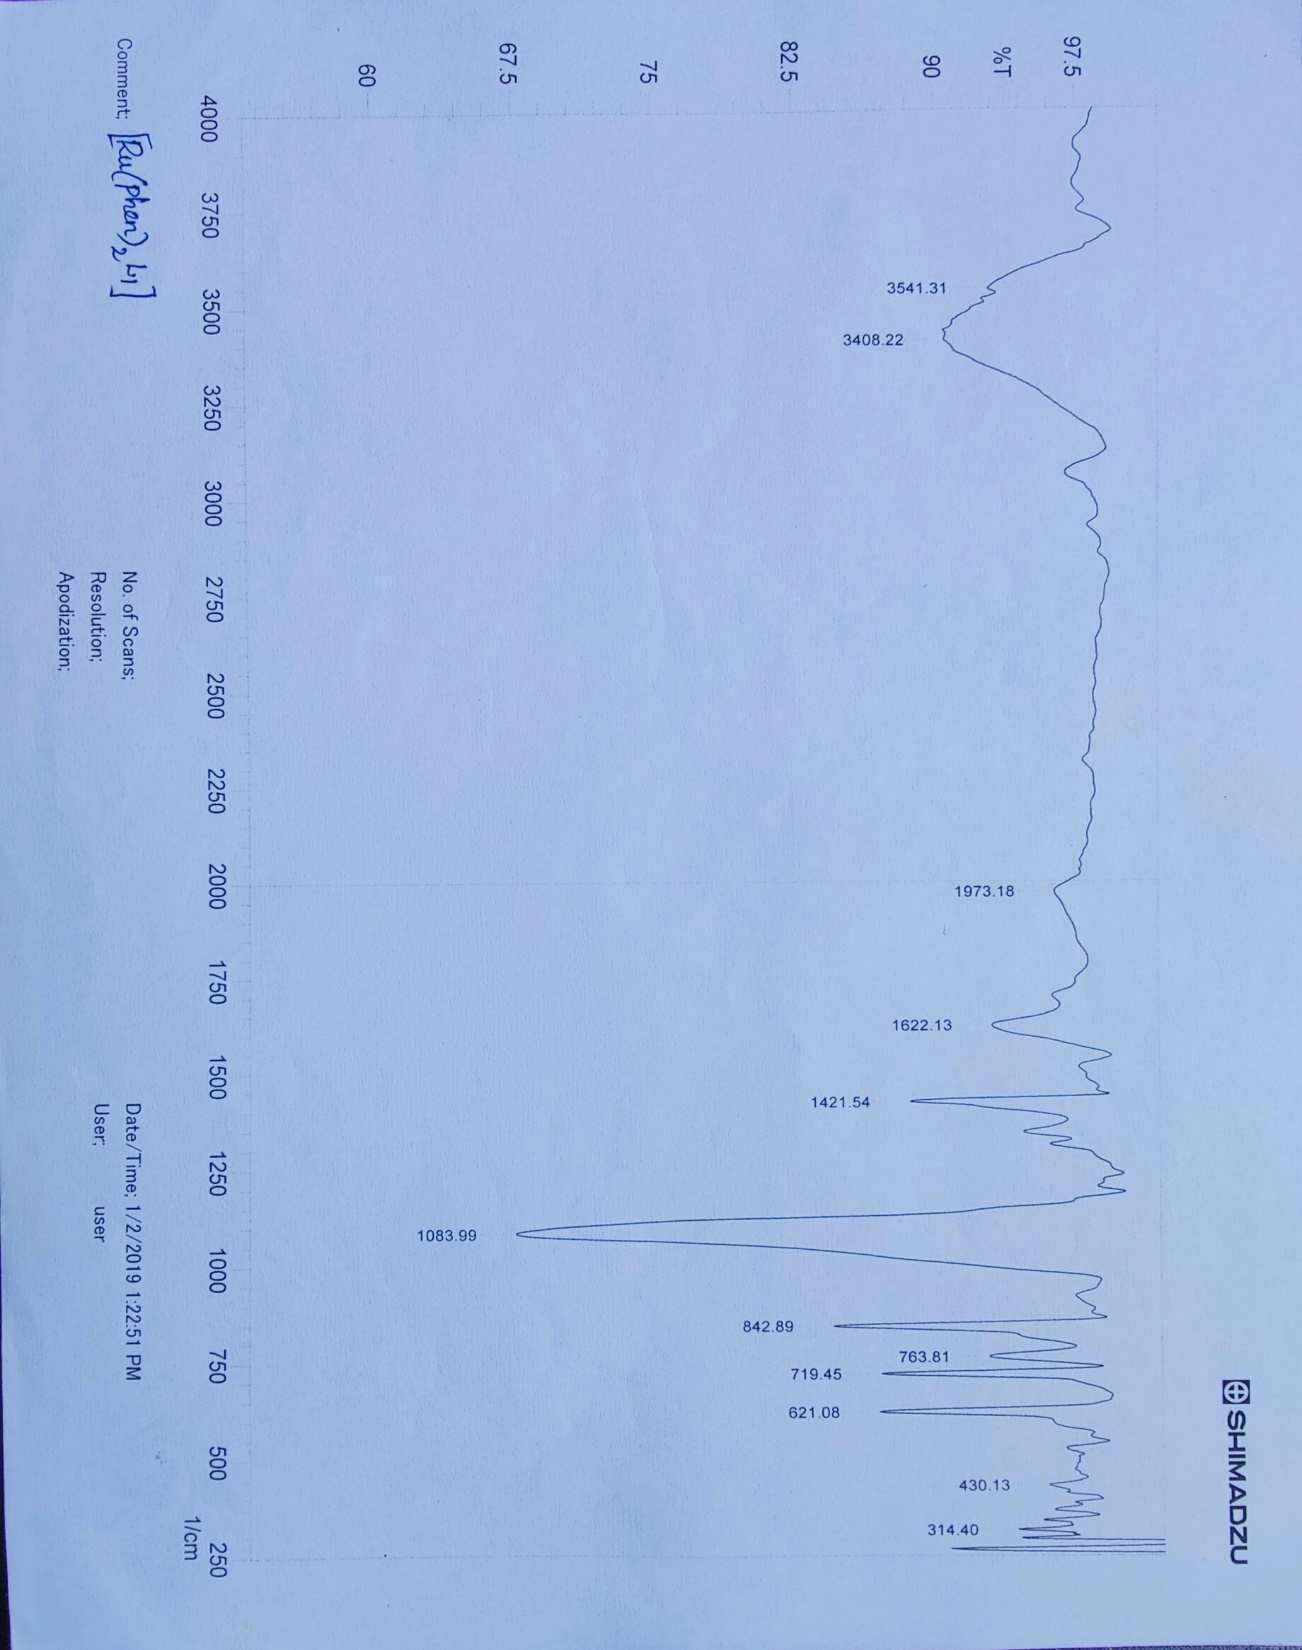 SHIMADZU
97.5
%T
90
82.5
75
67.5
60
3541.31
3408.22
1973.18
1622.13
1421.54
1083.99
842.89
763.81
719.45
621.08
430.13
314.40
4000 3750 3500 3250 3000 2750 2500 2250 2000 1750 1500 1250 1000 750 500 250
1/cm
Comment; [Ru(Phen)₂L1]
No. of Scans;
Resolution;
Apodization;
Date/Time; 1/2/2019 1:22:51 PM
User; user